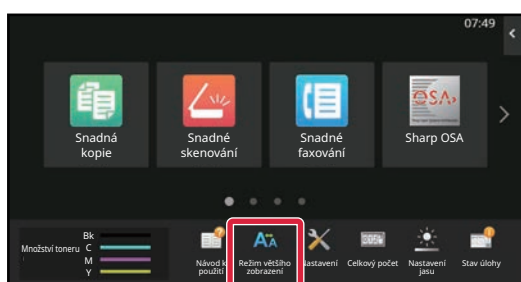 07:49
Snadná
kopie
Snadné
skenování
Snadné
faxování
Sharp OSA
OSA
Množství toneru
Bk
C
M
Y
Návod k
použití
Režim většího
zobrazení
Nastavení
Celkový počet
Nastavení
jasu
Stav úlohy